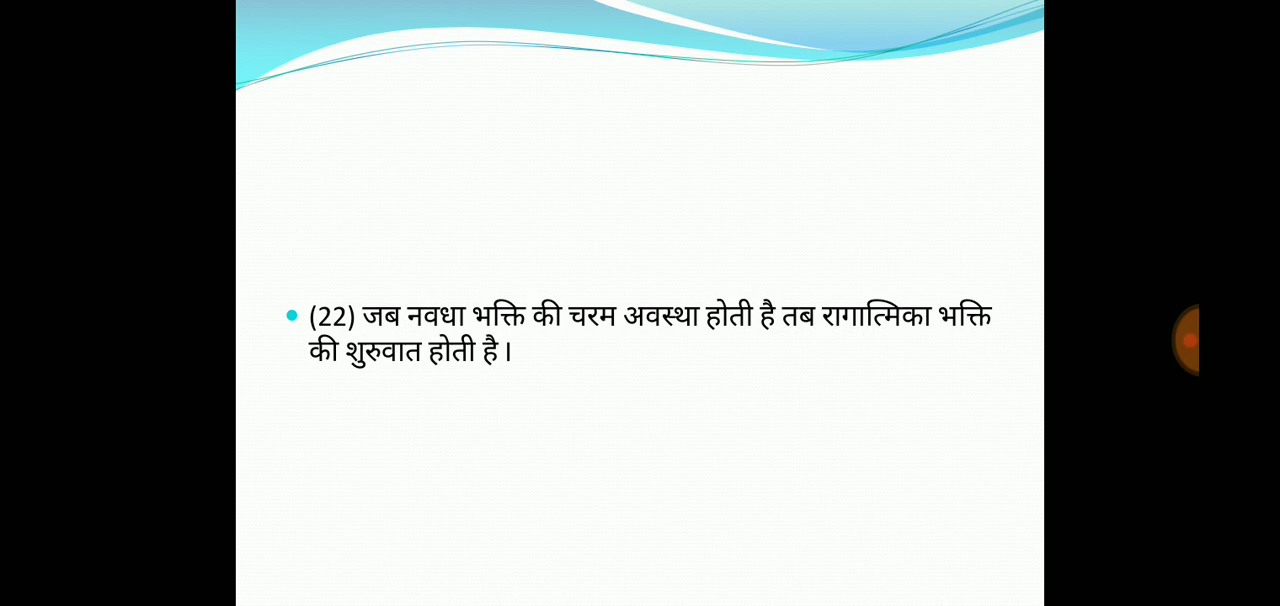 (22) जब नवधा भक्ति की चरम अवस्था होती है तब रागात्मिका भक्ति
की शुरुवात होती है I